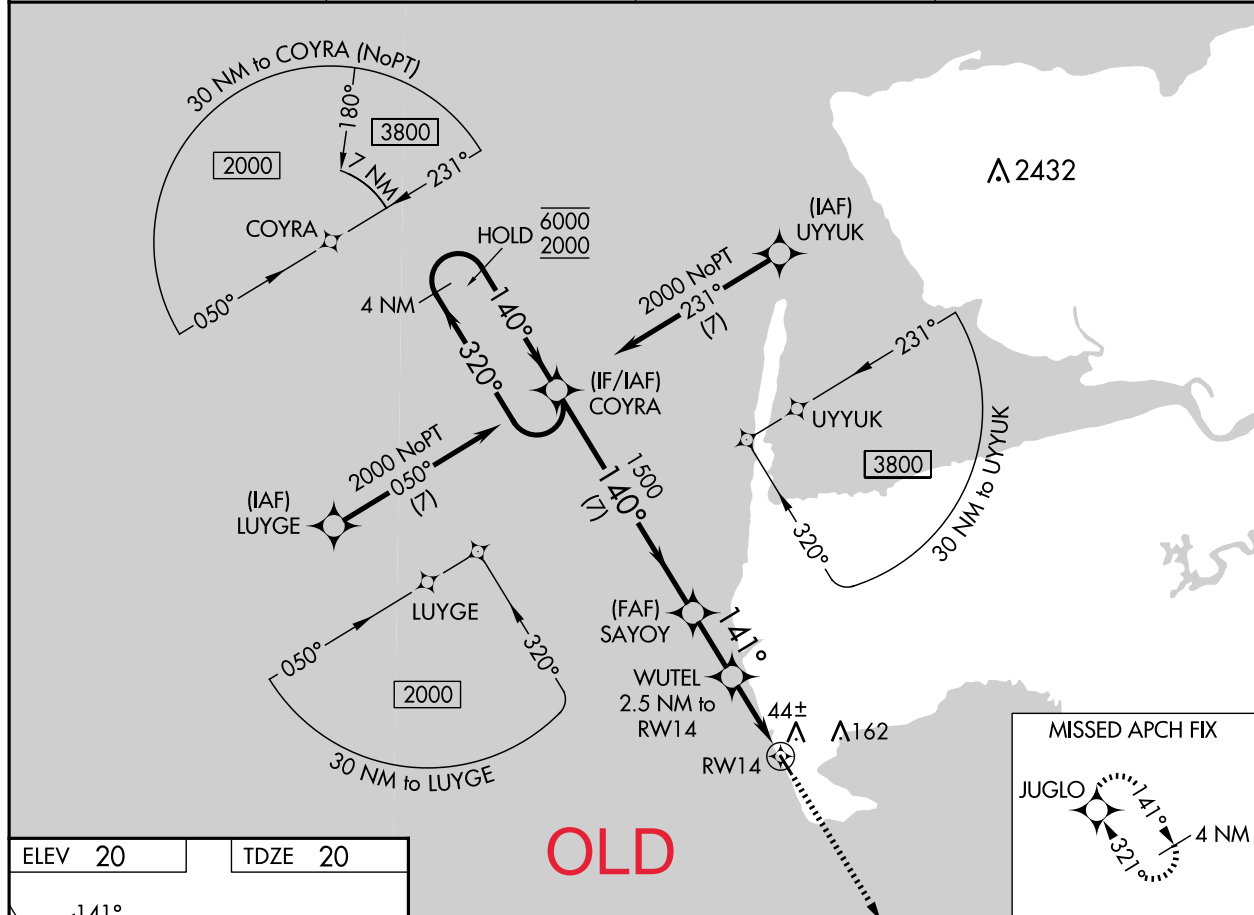 30 NM to COYRA (NoPT)
180°
3800
2000
7 NM
231°
COYRA
050°
HOLD
6000
2000
4 NM
140°
320°
(IF/IAF)
COYRA
(IAF)
UYYUK
2000 NoPT
231°
(7)
2432
231°
UYYUK
3800
320°
30 NM to UYYUK
2000 NoPT
050°
(7)
(IAF)
LUYGE
1500
140°
(7)
LUYGE
050°
320°
2000
30 NM to LUYGE
(FAF)
SAYOY
141°
WUTEL
2.5 NM to
RW14
44±
162
RW14
MISSED APCH FIX
JUGLO
141°
321°
4 NM
OLD
ELEV 20
TDZE 20
141°